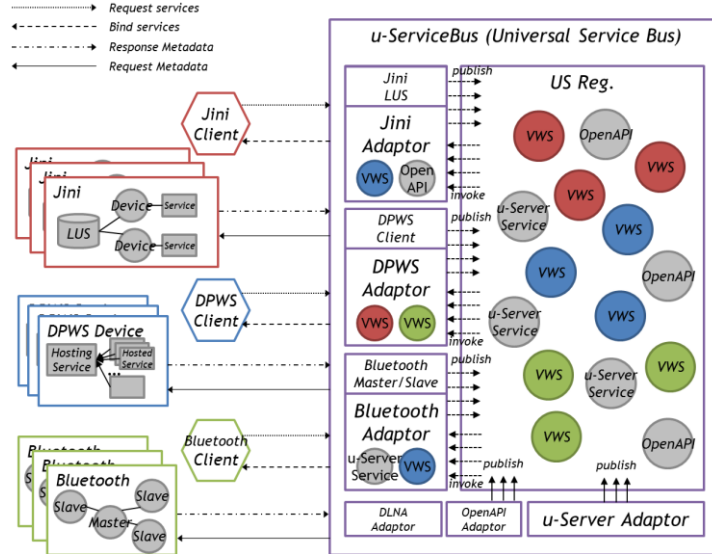 Request services
Bind services
Response Metadata
Request Metadata
u-ServiceBus (Universal Service Bus)
Jini
Client
Jini
LUS
publish
Jini
Adaptor
VWS
Open
API
invoke
US Reg.
VWS
OpenAPI
VWS
VWS
u-Server
Service
VWS
VWS
OpenAPI
VWS
u-Server
Service
VWS
VWS
u-Server
Service
VWS
OpenAPI
Jini
Jini
Jini
LUS
Device
Service
Device
Service
DPWS
Client
DPWS
Client
publish
DPWS
Adaptor
VWS
VWS
invoke
DPWS Device
Hosting
Service
Hosted
Service
...
Bluetooth
Client
Bluetooth
Master/Slave
publish
Bluetooth
Adaptor
u-Server
Service
VWS
invoke
Bluetooth
Slave
Slave
Master
Slave
publish
publish
DLNA
Adaptor
OpenAPI
Adaptor
u-Server Adaptor